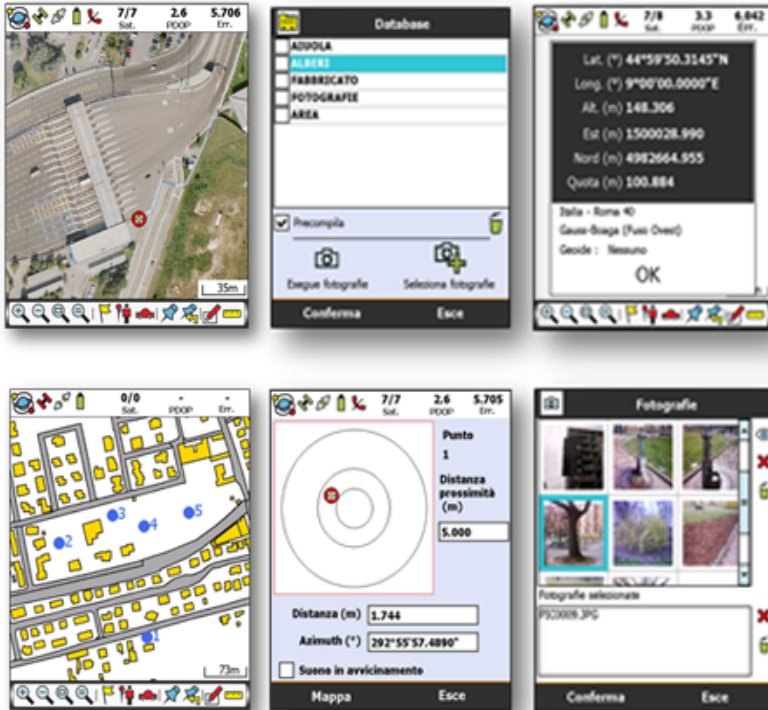 7/7 2.6 5.706
Sat. PDOP Err.
35m
Database
AIUOLA
ALBERI
FABBRICATO
FOTOGRAFIE
AREA
Precompila
Esegue fotografie Seleziona fotografie
Conferma Esce
7/8 3.3 6.042
Sat. PDOP Err.
Lat. (°) 44°59'50.3145"N
Long. (°) 9°00'00.0000"E
Alt. (m) 148.306
Est (m) 1500028.990
Nord (m) 4982664.955
Quota (m) 100.884
Italia - Roma 40
Gauss-Boaga (Fuso Ovest)
Geoide : Nessuno
OK
0/0 - -
Sat. PDOP Err.
3
5
4
2
1
73m
7/7 2.6 5.705
Sat. PDOP Err.
Punto
1
Distanza
prossimità
(m)
5.000
Distanza (m) 1.744
Azimuth (°) 292°55'57.4890"
Suono in avvicinamento
Mappa Esce
Fotografie
Fotografie selezionate
PIC0009.JPG
Conferma Esce